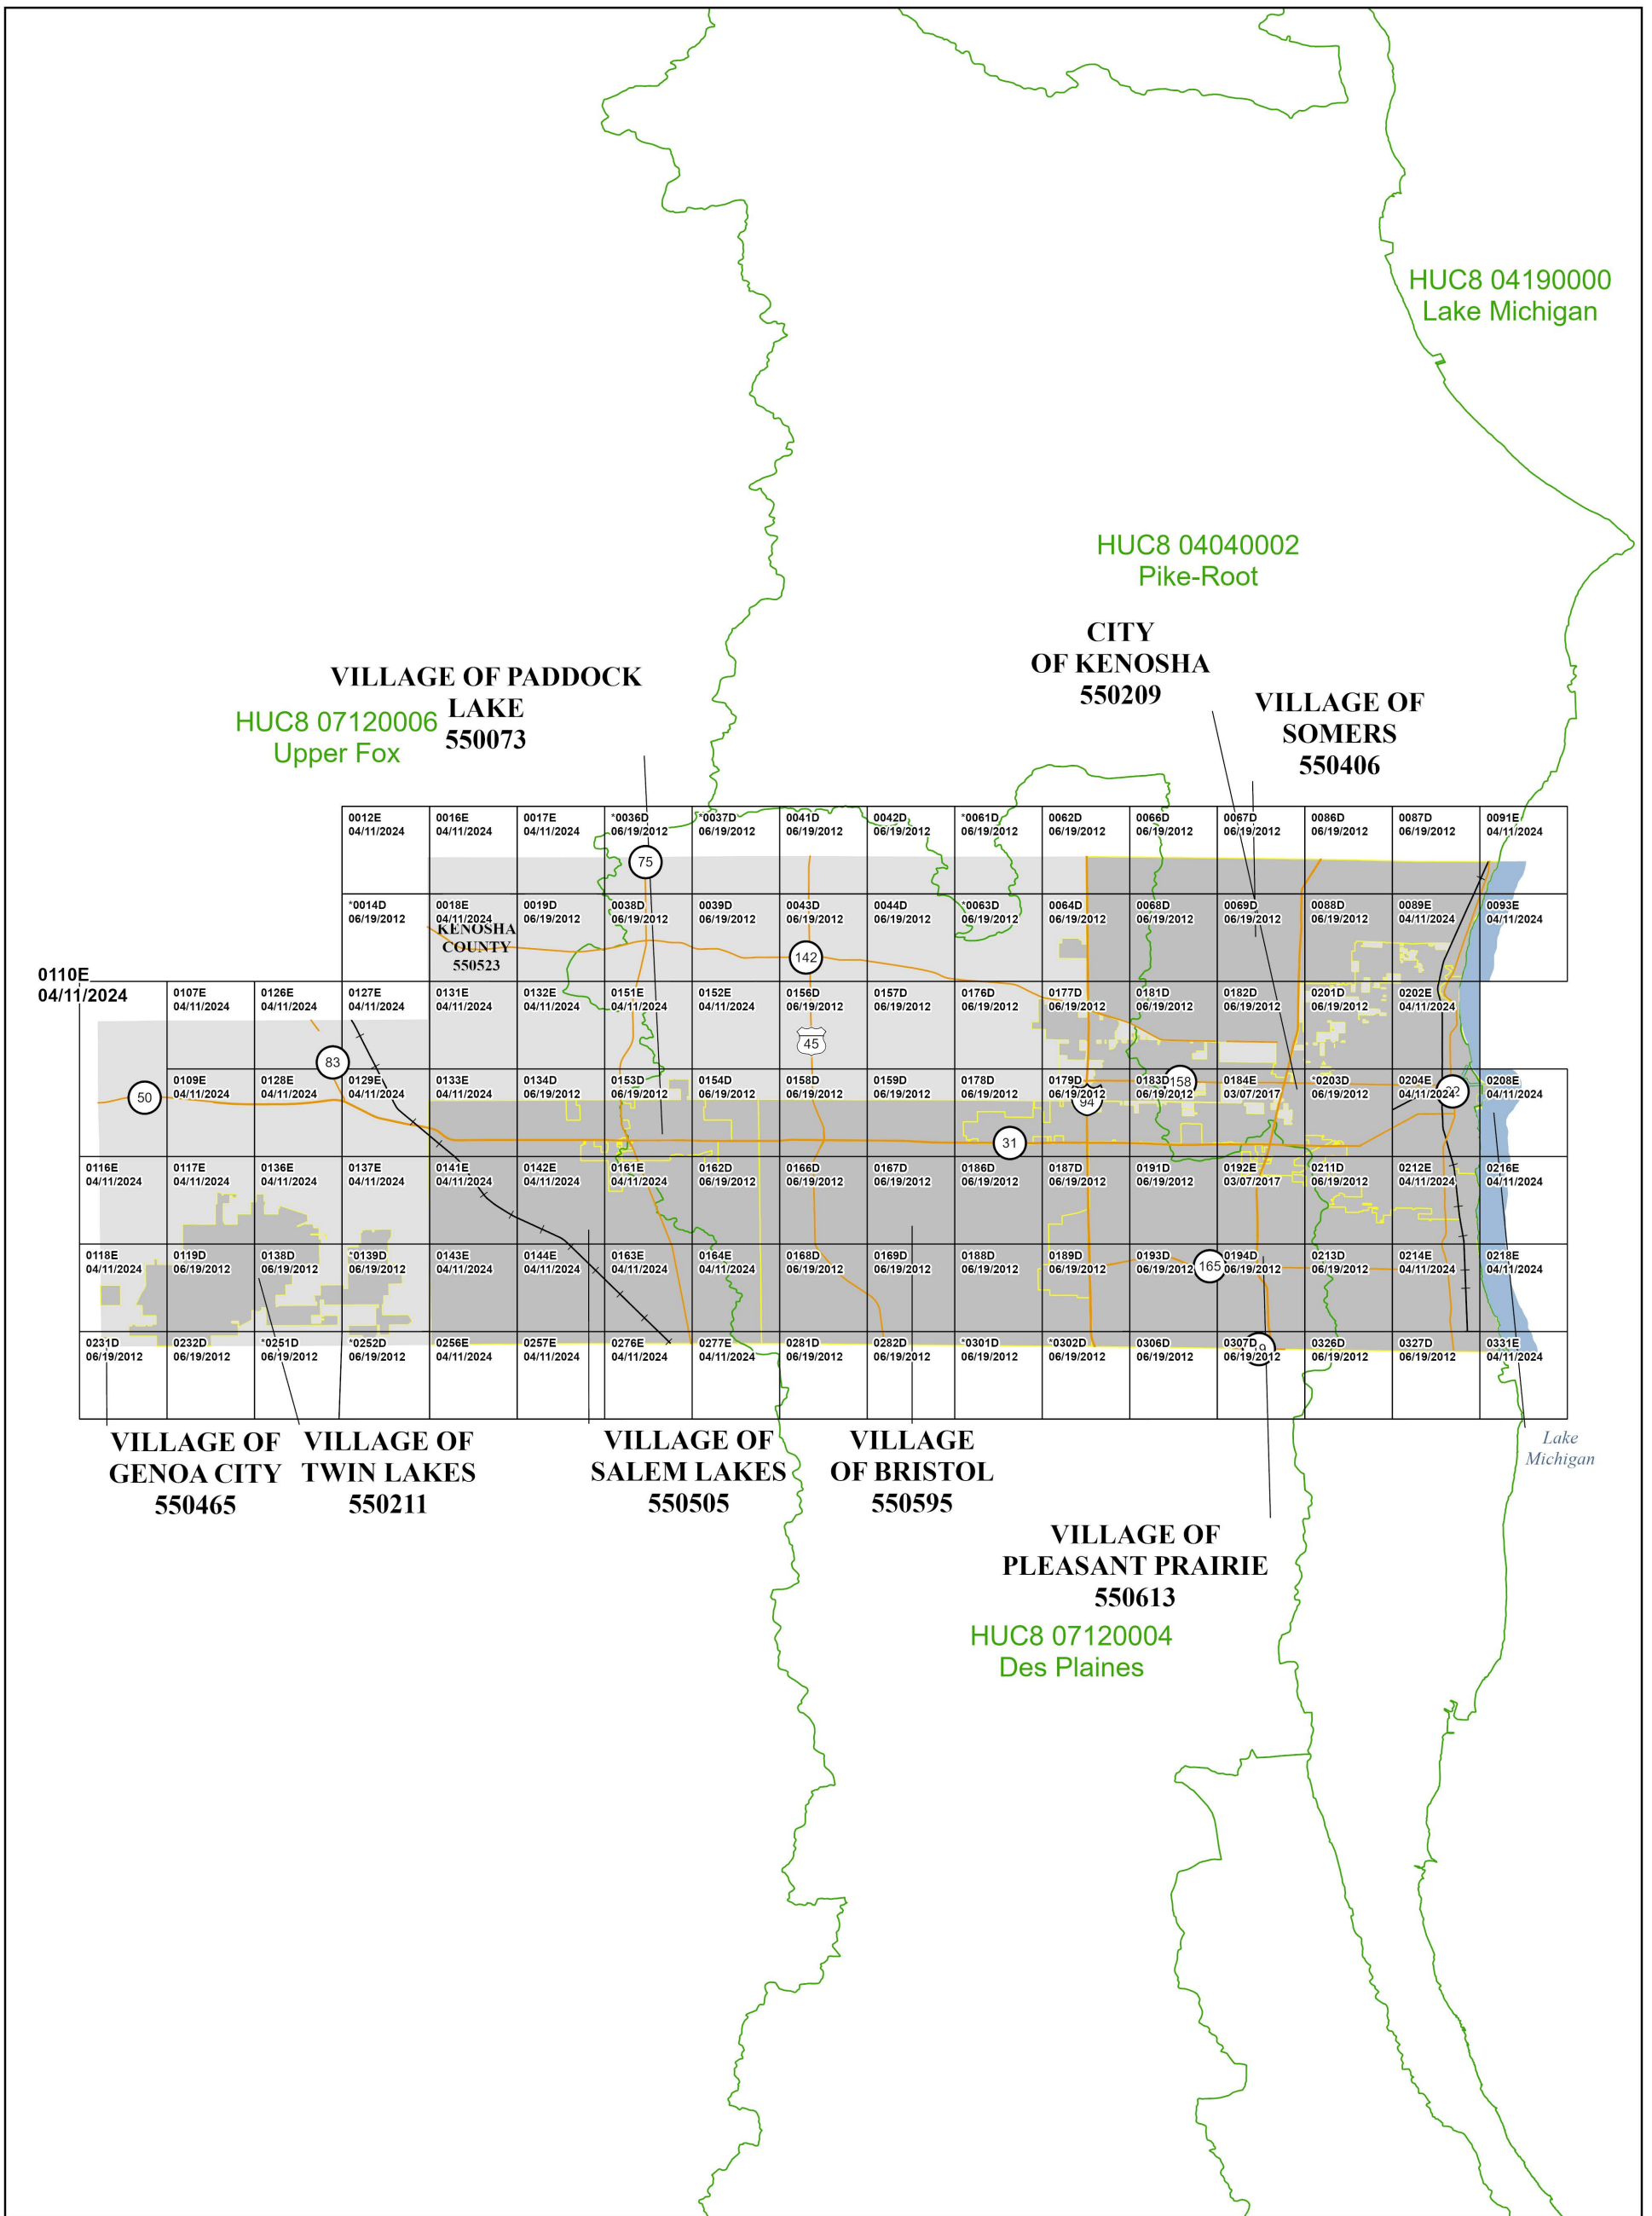 HUC8 04190000
Lake Michigan
HUC8 04040002
Pike-Root
CITY
OF KENOSHA
550209
VILLAGE OF PADDOCK
LAKE
550073
HUC8 07120006
Upper Fox
VILLAGE OF
SOMERS
550406
0012E 0016E 0017E *0036D *0037D 0041D 0042D *0061D 0062D 0066D 0067D 0086D 0087D 0091E
04/11/2024 04/11/2024 04/11/2024 06/19/2012 06/19/2012 06/19/2012 06/19/2012 06/19/2012 06/19/2012 06/19/2012 06/19/2012 06/19/2012 06/19/2012 04/11/2024
75
*0014D 0018E 0019D 0038D 0039D 0043D 0044D *0063D 0064D 0068D 0069D 0088D 0089E 0093E
06/19/2012 04/11/2024 06/19/2012 06/19/2012 06/19/2012 06/19/2012 06/19/2012 06/19/2012 06/19/2012 06/19/2012 06/19/2012 06/19/2012 04/11/2024 04/11/2024
KENOSHA
COUNTY
550523
142
0110E
04/11/2024
0107E 0126E 0127E 0131E 0132E 0151E 0152E 0156D 0157D 0176D 0177D 0181D 0182D 0201D 0202E
04/11/2024 04/11/2024 04/11/2024 04/11/2024 04/11/2024 04/11/2024 04/11/2024 06/19/2012 06/19/2012 06/19/2012 06/19/2012 06/19/2012 06/19/2012 06/19/2012 04/11/2024
45
83
0109E 0128E 0129E 0133E 0134D 0153D 0154D 0158D 0159D 0178D 0179D 0183D 158 0184E *0203D 0204E 0208E
04/11/2024 04/11/2024 04/11/2024 04/11/2024 06/19/2012 06/19/2012 06/19/2012 06/19/2012 06/19/2012 06/19/2012 06/19/2012 06/19/2012 03/07/2017 06/19/2012 04/11/2024 04/11/2024
50
94
31
0116E 0117E 0136E 0137E 0141E 0142E 0161E 0162D 0166D 0167D 0186D 0187D 0191D 0192E 0211D 0212E 0216E
04/11/2024 04/11/2024 04/11/2024 04/11/2024 04/11/2024 04/11/2024 04/11/2024 06/19/2012 06/19/2012 06/19/2012 06/19/2012 06/19/2012 06/19/2012 03/07/2017 06/19/2012 04/11/2024 04/11/2024
0118E 0119D 0138D *0139D 0143E 0144E 0163E 0164E 0168D 0169D 0188D 0189D 0193D 0194D 0213D 0214E 0218E
04/11/2024 06/19/2012 06/19/2012 06/19/2012 04/11/2024 04/11/2024 04/11/2024 04/11/2024 06/19/2012 06/19/2012 06/19/2012 06/19/2012 06/19/2012 165 06/19/2012 06/19/2012 04/11/2024 04/11/2024
0231D 0232D *0251D *0252D 0256E 0257E 0276E 0277E 0281D 0282D *0301D *0302D 0306D 0307D 0326D 0327D 0331E
06/19/2012 06/19/2012 06/19/2012 06/19/2012 04/11/2024 04/11/2024 04/11/2024 04/11/2024 06/19/2012 06/19/2012 06/19/2012 06/19/2012 06/19/2012 06/19/2012 06/19/2012 06/19/2012 04/11/2024
VILLAGE OF
GENOA CITY
550465
VILLAGE OF
TWIN LAKES
550211
VILLAGE OF
SALEM LAKES
550505
VILLAGE
OF BRISTOL
550595
Lake
Michigan
VILLAGE OF
PLEASANT PRAIRIE
550613
HUC8 07120004
Des Plaines